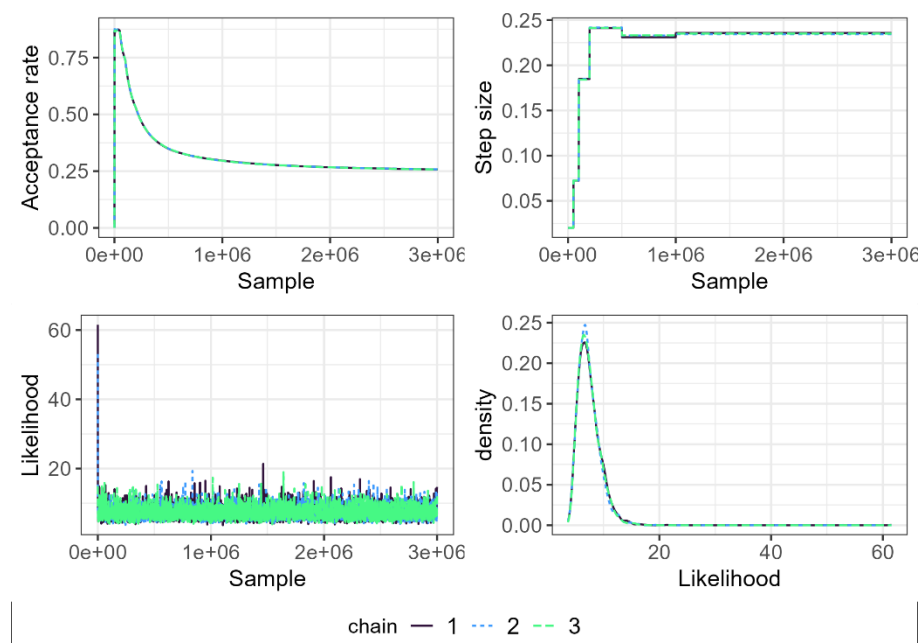 Acceptance rate
0.75
0.50
0.25
0.00
0e+00 1e+06 2e+06 3e+06
Sample
Step size
0.25
0.20
0.15
0.10
0.05
0e+00 1e+06 2e+06 3e+06
Sample
Likelihood
60
40
20
0e+00 1e+06 2e+06 3e+06
Sample
density
0.25
0.20
0.15
0.10
0.05
0.00
20 40 60
Likelihood
chain 1 2 3